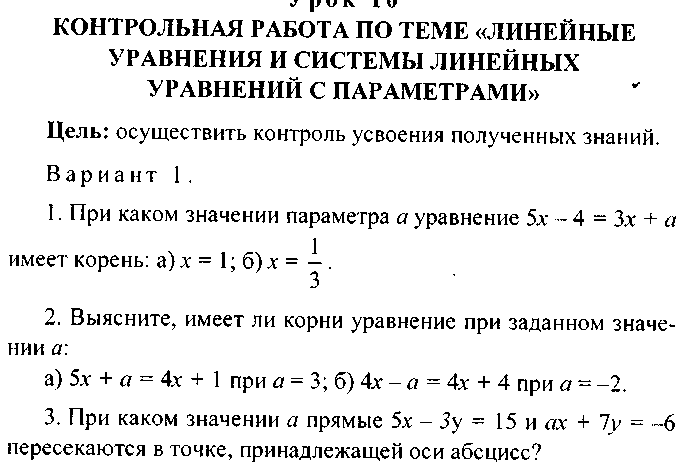 Урок 16
КОНТРОЛЬНАЯ РАБОТА ПО ТЕМЕ «ЛИНЕЙНЫЕ
УРАВНЕНИЯ И СИСТЕМЫ ЛИНЕЙНЫХ
УРАВНЕНИЙ С ПАРАМЕТРАМИ»
Цель: осуществить контроль усвоения полученных знаний.
Вариант 1.
1. При каком значении параметра a уравнение 5x – 4 = 3x + a
имеет корень: а) x = 1; б) x = 1/3.
2. Выясните, имеет ли корни уравнение при заданном значе-
нии a:
а) 5x + a = 4x + 1 при a = 3; б) 4x – a = 4x + 4 при a = –2.
3. При каком значении a прямые 5x – 3y = 15 и ax + 7y = –6
пересекаются в точке, принадлежащей оси абсцисс?